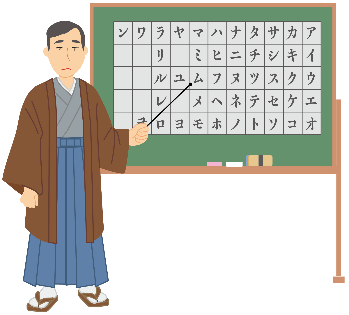 アイウエオ
カキクケコ
サシスセソ
タチツテト
ナニヌネノ
ハヒフヘホ
マミムメモ
ヤユヨ
ラリルレロ
ワヲ
ン